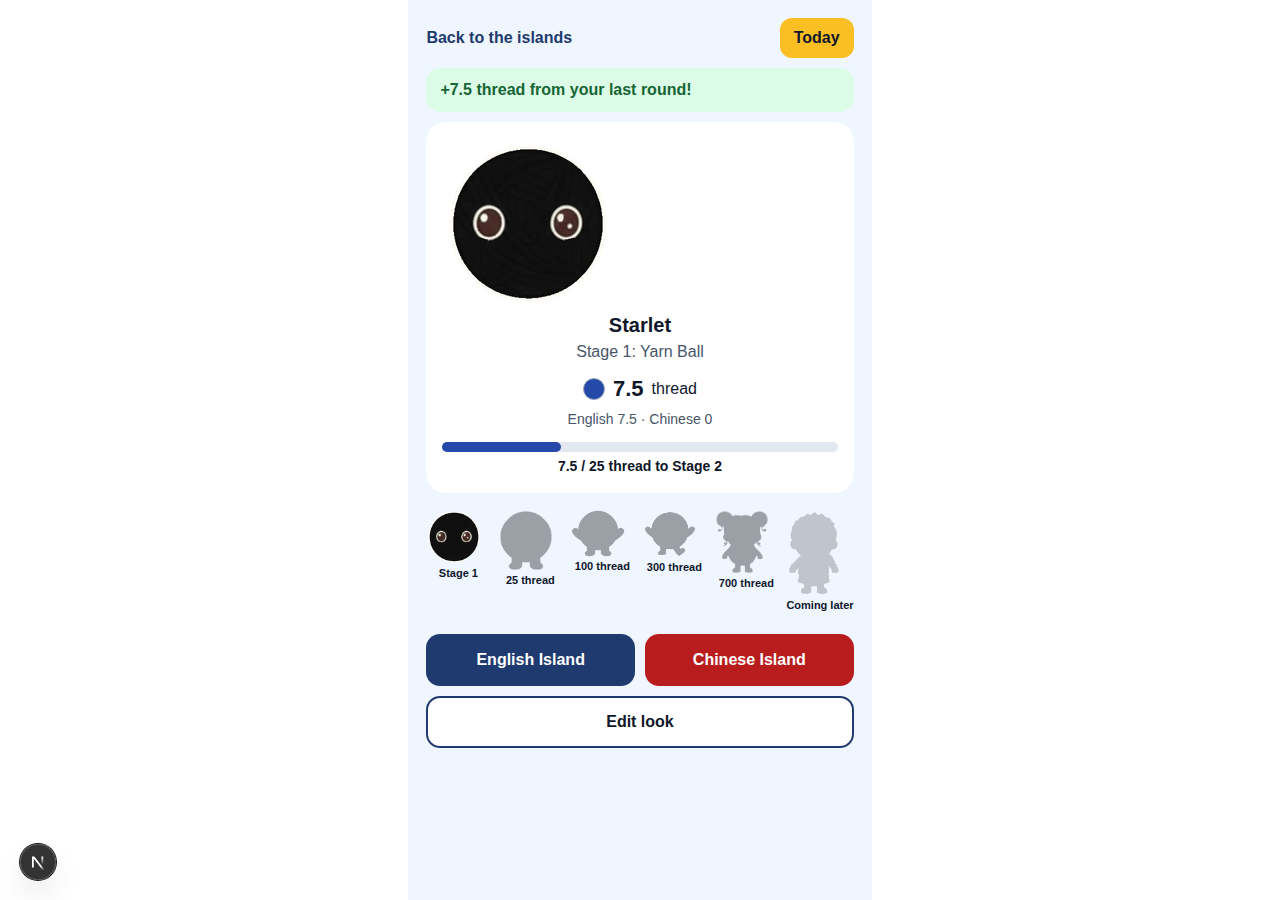 Back to the islands
Today
+7.5 thread from your last round!
Starlet
Stage 1: Yarn Ball
7.5 thread
English 7.5 · Chinese 0
7.5 / 25 thread to Stage 2
Stage 1
25 thread
100 thread
300 thread
700 thread
Coming later
English Island
Chinese Island
Edit look
N